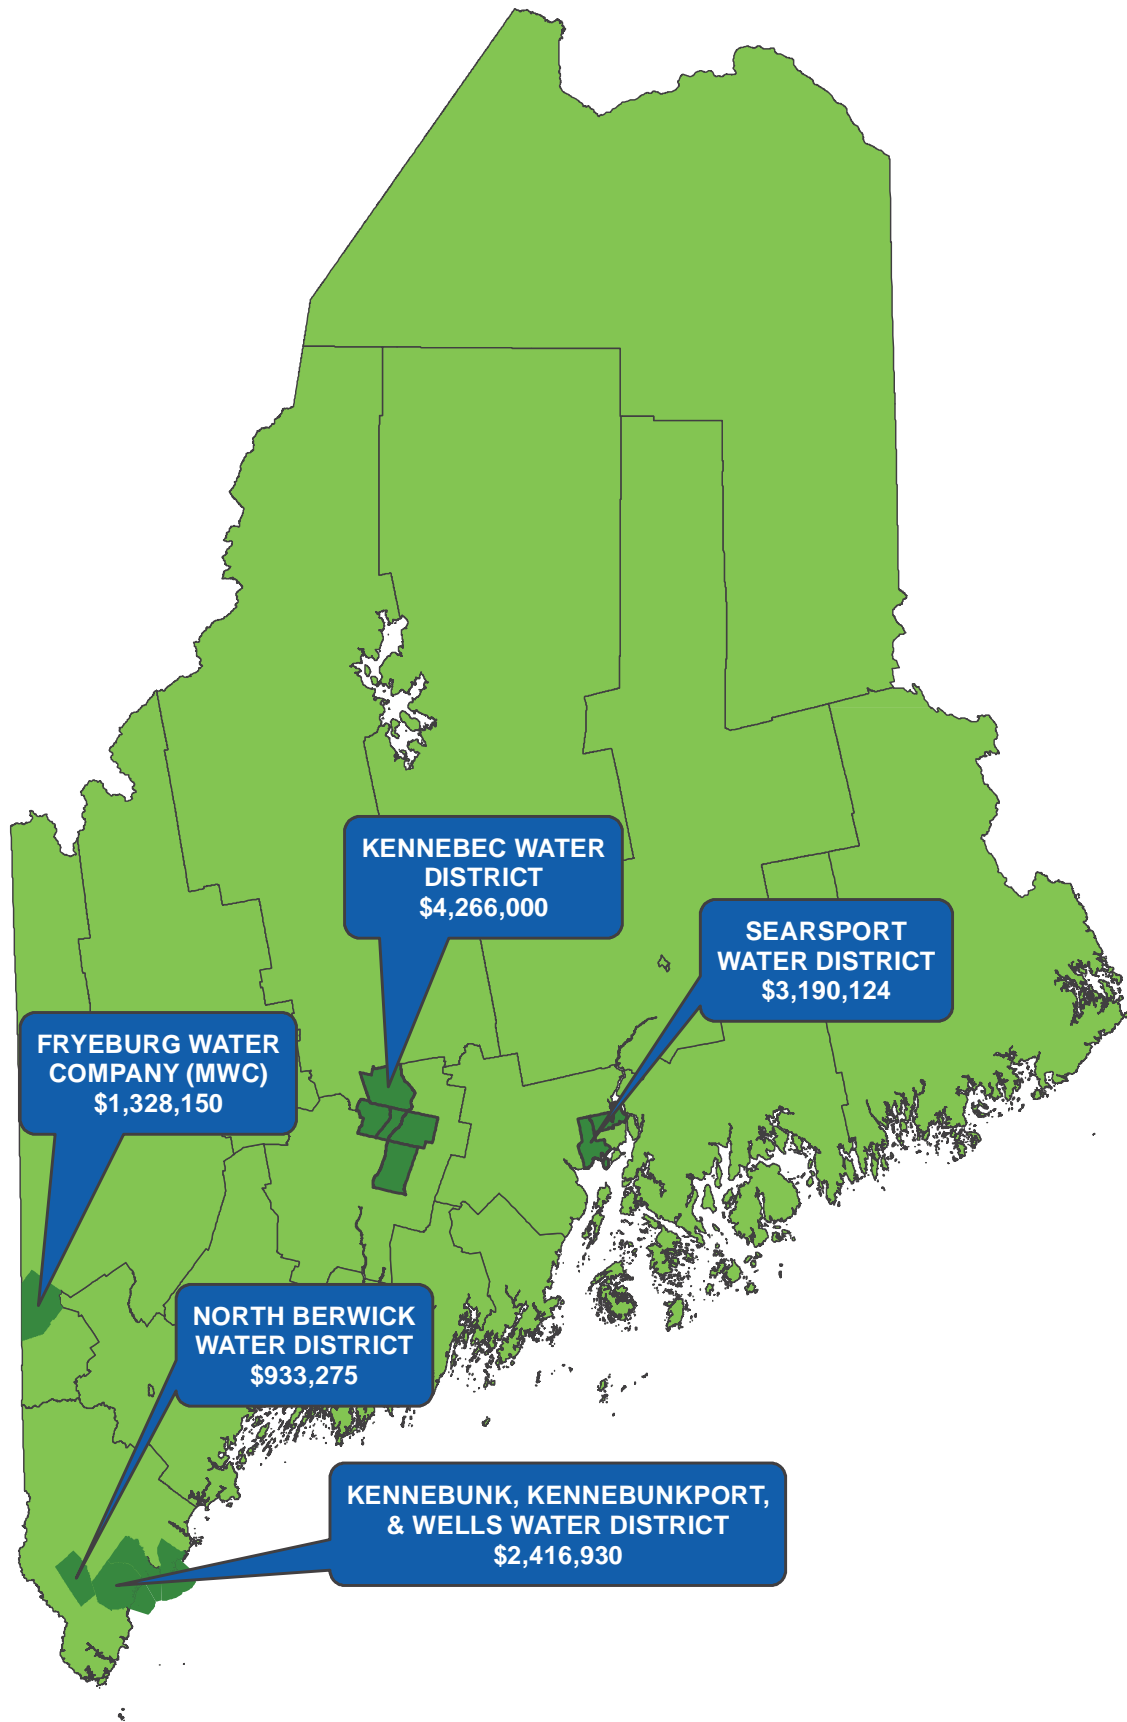 KENNEBEC WATER
DISTRICT
$4,266,000
SEARSPORT
WATER DISTRICT
$3,190,124
FRYEBURG WATER
COMPANY (MWC)
$1,328,150
NORTH BERWICK
WATER DISTRICT
$933,275
KENNEBUNK, KENNEBUNKPORT,
& WELLS WATER DISTRICT
$2,416,930